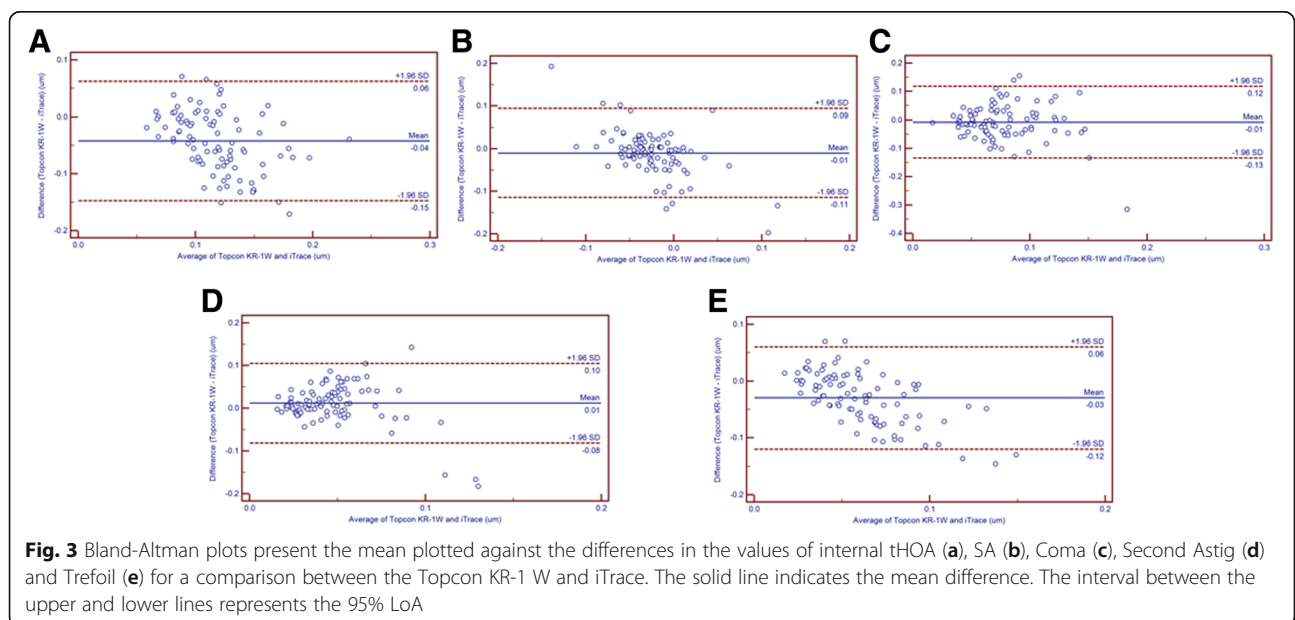 A
0.1
0.0
-0.1
-0.2
Difference (Topcon KR-1W - iTrace) (um)
+1.96 SD
0.06
Mean
-0.04
-1.96 SD
-0.15
0.0 0.1 0.2 0.3
Average of Topcon KR-1W and iTrace (um)
B
0.2
0.1
0.0
-0.1
-0.2
Difference (Topcon KR-1W - iTrace) (um)
+1.96 SD
0.09
Mean
-0.01
-1.96 SD
-0.11
-0.2 -0.1 0.0 0.1 0.2
Average of Topcon KR-1W and iTrace (um)
C
0.2
0.1
0.0
-0.1
-0.2
-0.3
-0.4
Difference (Topcon KR-1W - iTrace) (um)
+1.96 SD
0.12
Mean
-0.01
-1.96 SD
-0.13
0.0 0.1 0.2 0.3
Average of Topcon KR-1W and iTrace (um)
D
0.2
0.1
0.0
-0.1
-0.2
Difference (Topcon KR-1W - iTrace) (um)
+1.96 SD
0.10
Mean
0.01
-1.96 SD
-0.08
0.0 0.1 0.2
Average of Topcon KR-1W and iTrace (um)
E
0.1
0.0
-0.1
-0.2
Difference (Topcon KR-1W - iTrace) (um)
+1.96 SD
0.06
Mean
-0.03
-1.96 SD
-0.12
0.0 0.1 0.2
Average of Topcon KR-1W and iTrace (um)
Fig. 3 Bland-Altman plots present the mean plotted against the differences in the values of internal tHOA (a), SA (b), Coma (c), Second Astig (d)
and Trefoil (e) for a comparison between the Topcon KR-1 W and iTrace. The solid line indicates the mean difference. The interval between the
upper and lower lines represents the 95% LoA